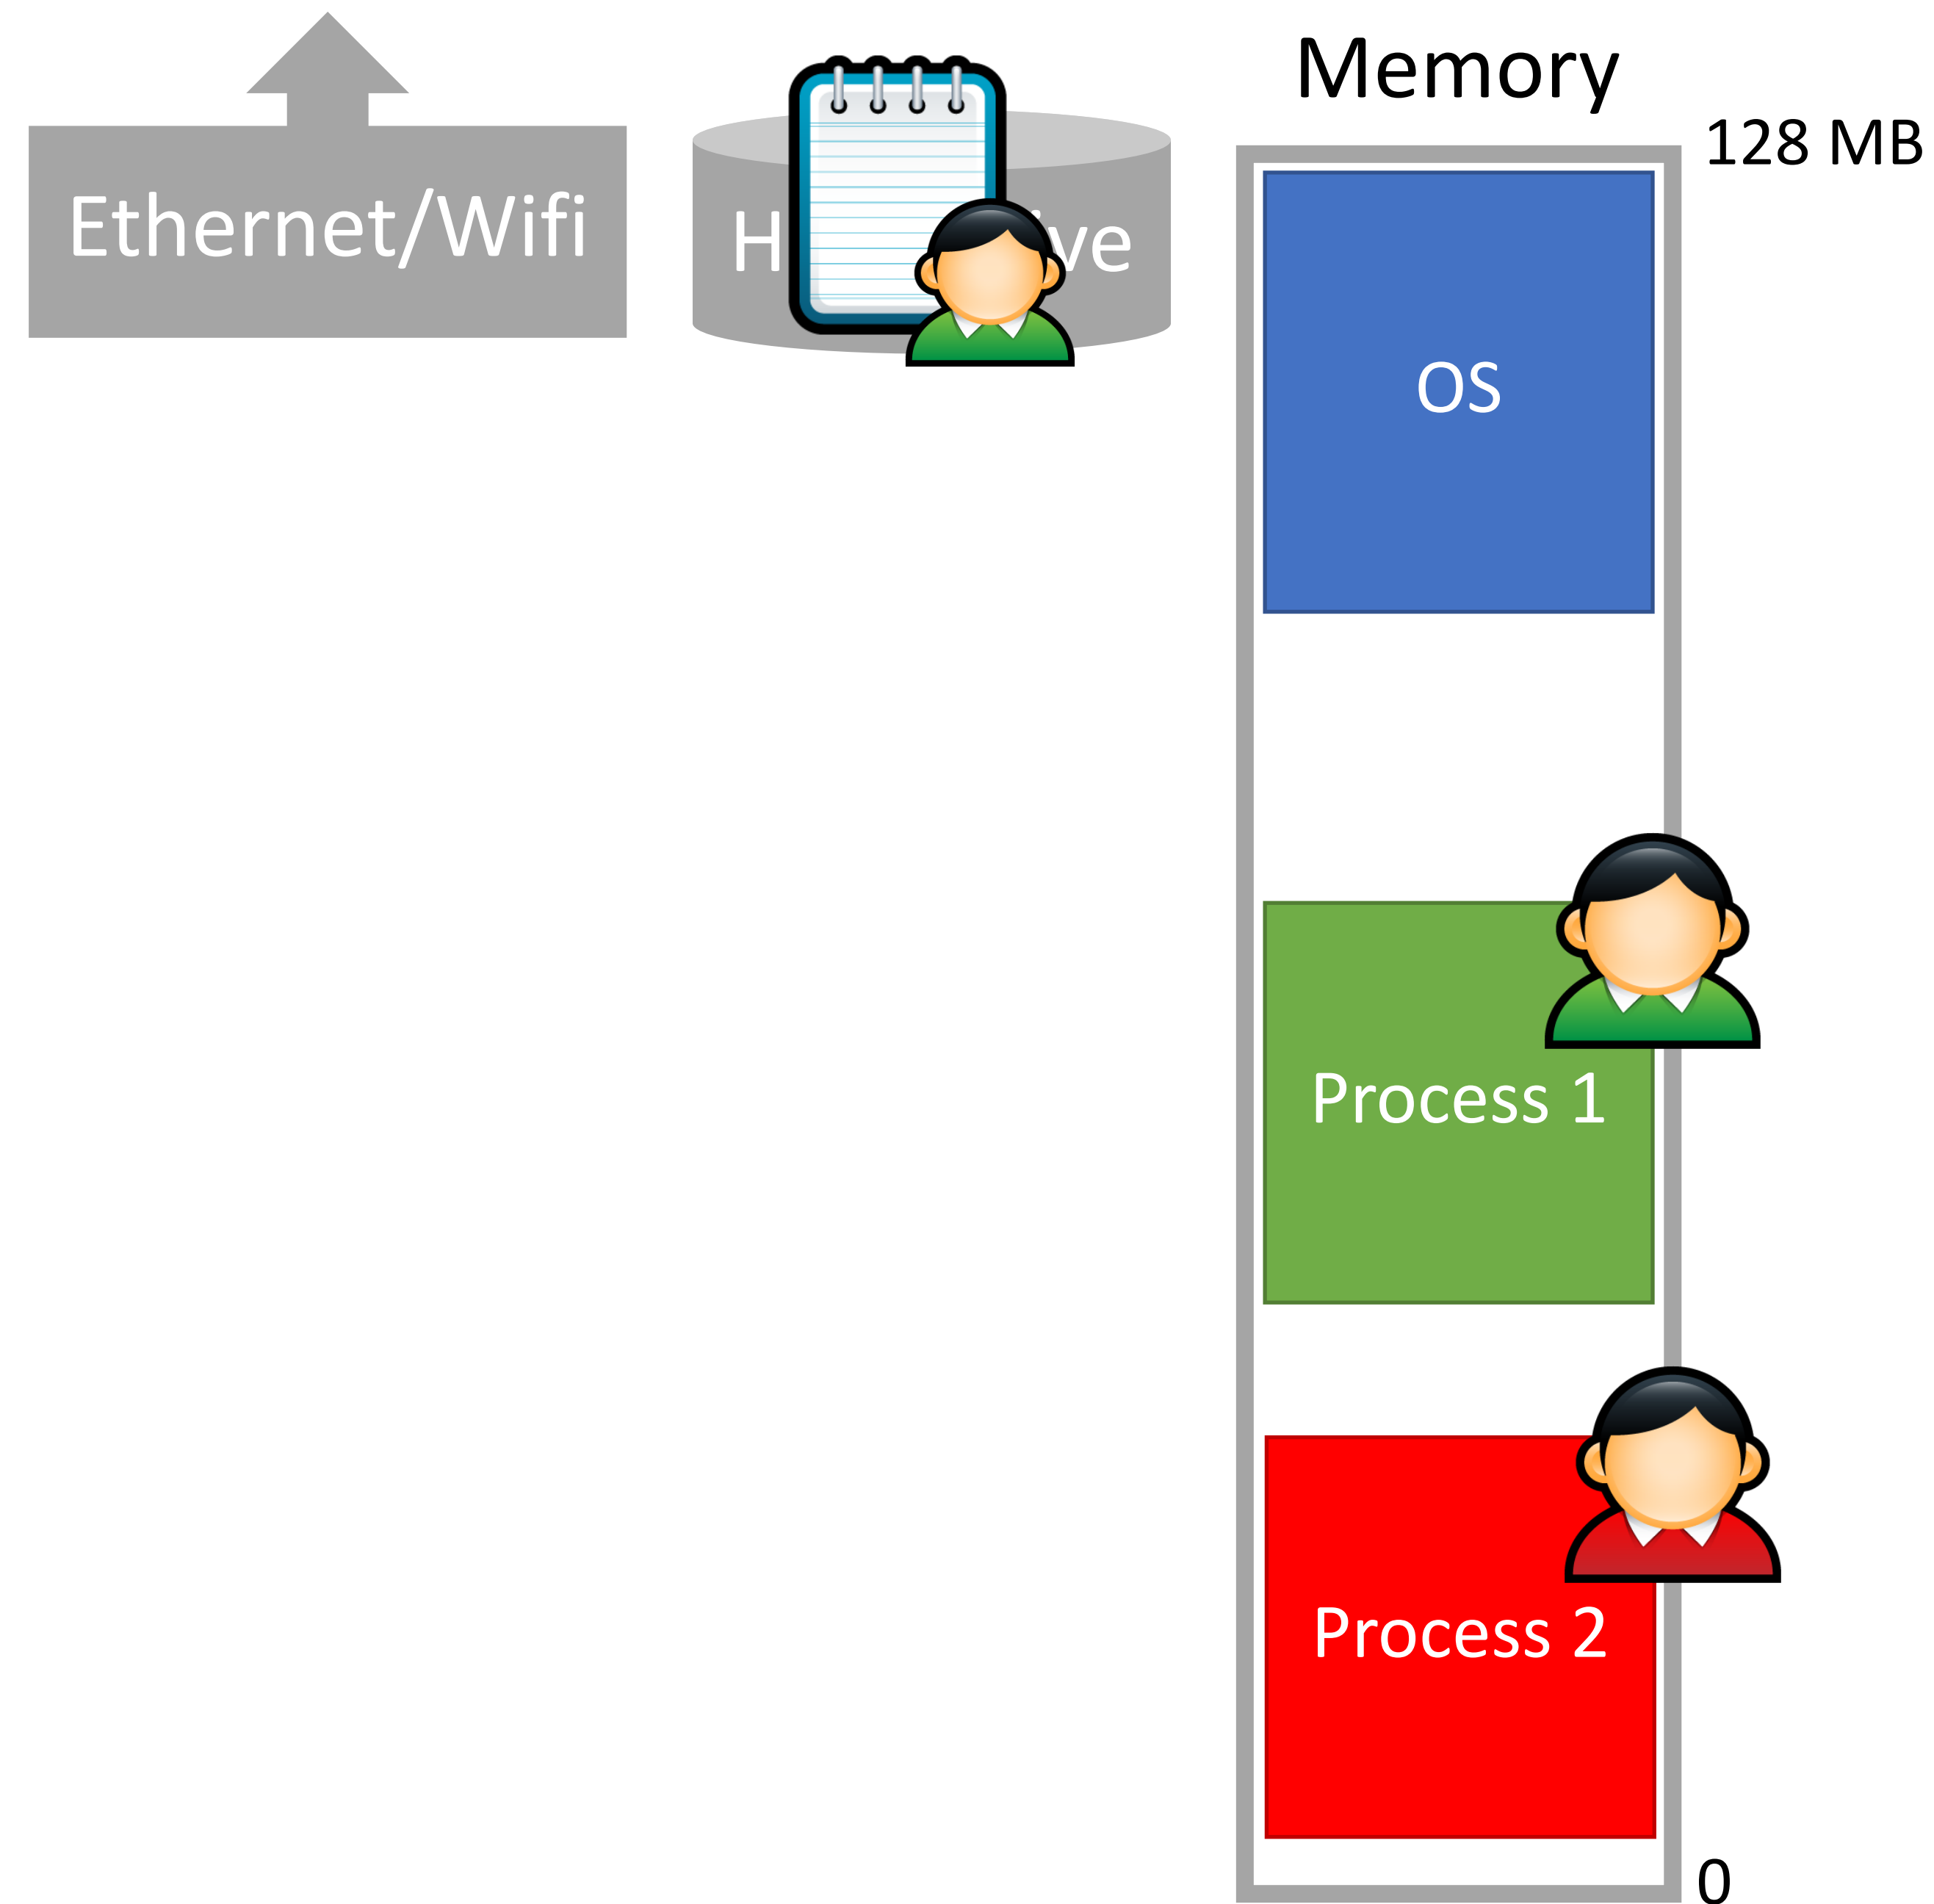 Memory
128 MB
Ethernet/Wifi
OS
Process 1
Process 2
0